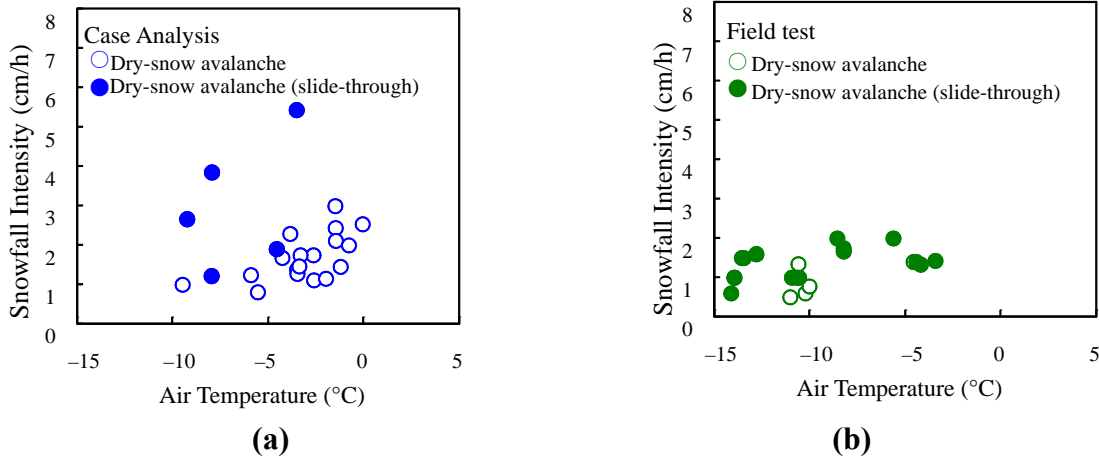 8
7
6
5
4
3
2
1
0
Snowfall Intensity (cm/h)
Case Analysis
Dry-snow avalanche
Dry-snow avalanche (slide-through)
–15
–10
–5
0
5
Air Temperature (°C)
(a)
8
7
6
5
4
3
2
1
0
Snowfall Intensity (cm/h)
Field test
Dry-snow avalanche
Dry-snow avalanche (slide-through)
–15
–10
–5
0
5
Air Temperature (°C)
(b)